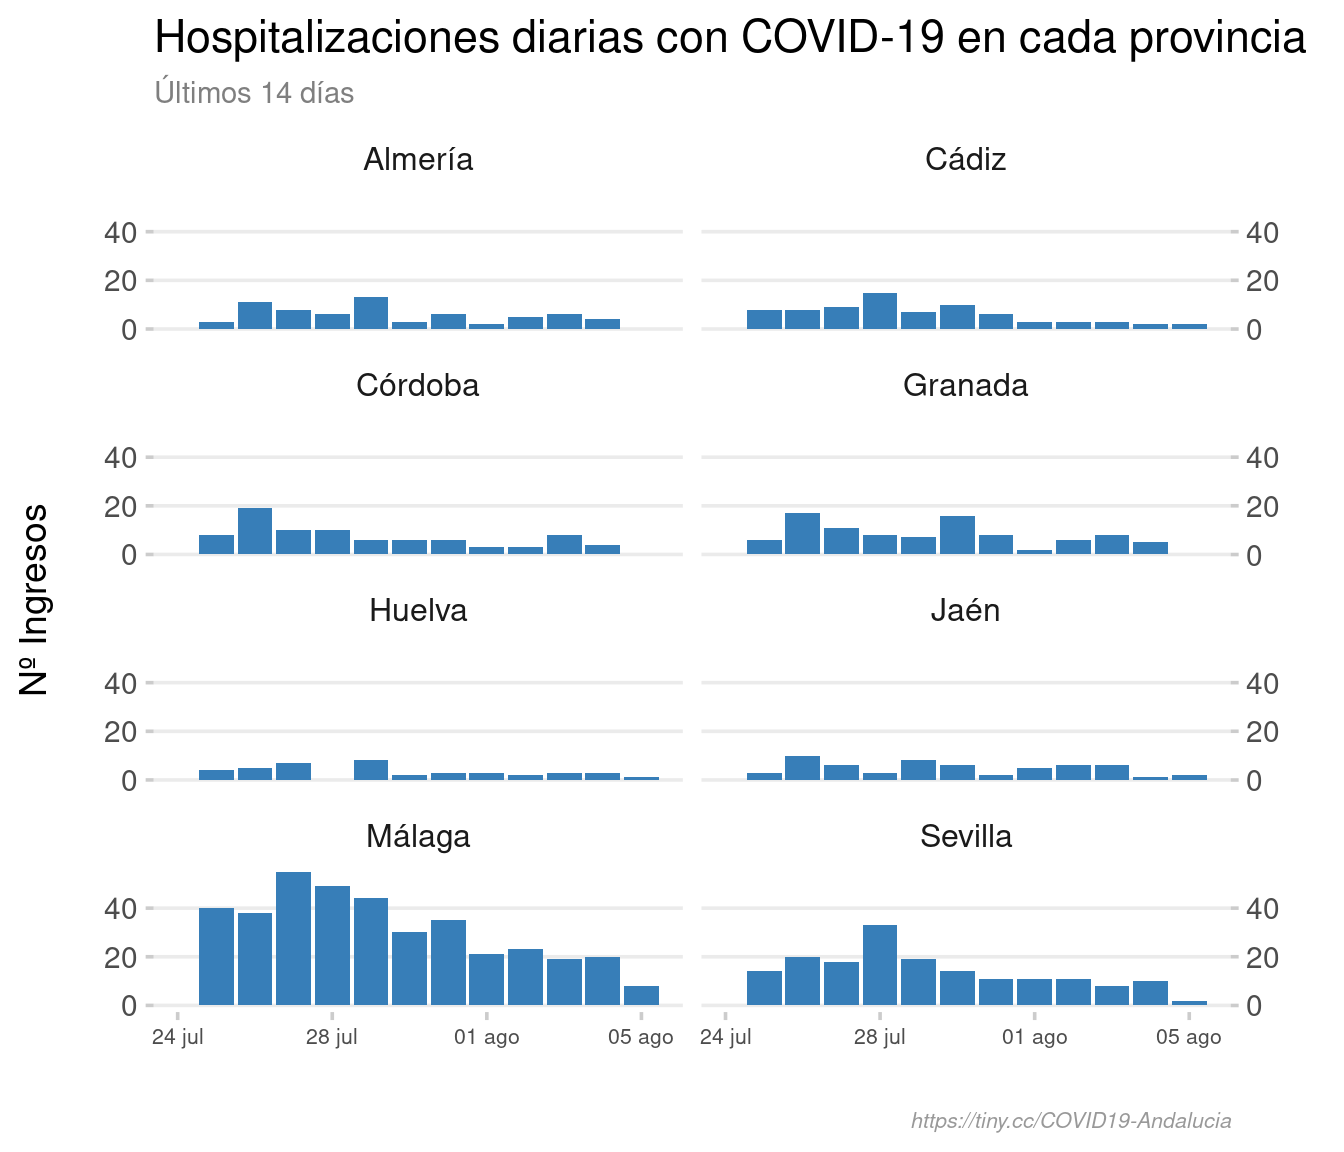 Hospitalizaciones diarias con COVID-19 en cada provincia
Últimos 14 días
Almería
Cádiz
40
20
0
40
20
0
Córdoba
Granada
40
20
0
40
20
0
Nº Ingresos
Huelva
Jaén
40
20
0
40
20
0
Málaga
Sevilla
40
20
0
40
20
0
24 jul 28 jul 01 ago 05 ago
24 jul 28 jul 01 ago 05 ago
https://tiny.cc/COVID19-Andalucia